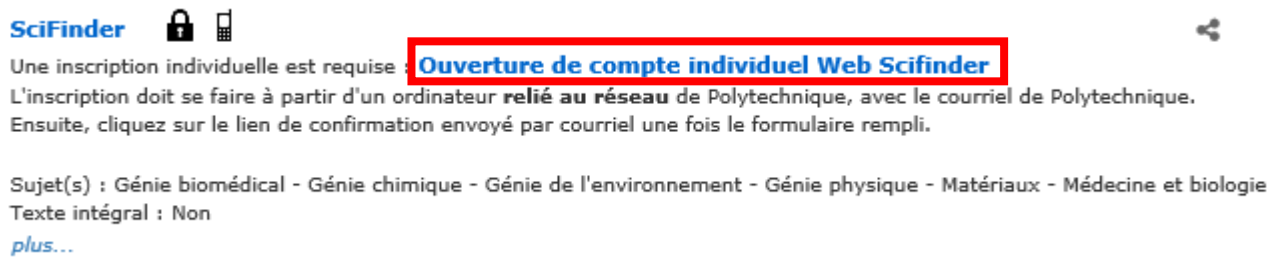 SciFinder
Une inscription individuelle est requise : Ouverture de compte individuel Web Scifinder
L'inscription doit se faire à partir d'un ordinateur relié au réseau de Polytechnique, avec le courriel de Polytechnique.
Ensuite, cliquez sur le lien de confirmation envoyé par courriel une fois le formulaire rempli.
Sujet(s) : Génie biomédical - Génie chimique - Génie de l'environnement - Génie physique - Matériaux - Médecine et biologie
Texte intégral : Non
plus...